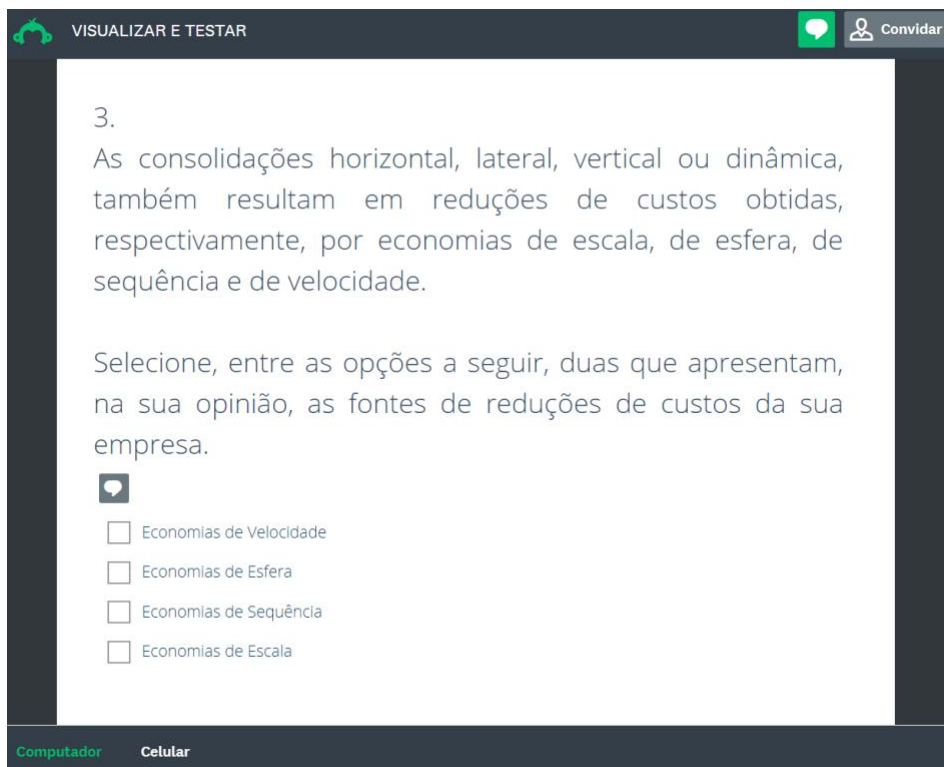 VISUALIZAR E TESTAR
Convidar
3.
As consolidações horizontal, lateral, vertical ou dinâmica,
também resultam em reduções de custos obtidas,
respectivamente, por economias de escala, de esfera, de
sequência e de velocidade.
Selecione, entre as opções a seguir, duas que apresentam,
na sua opinião, as fontes de reduções de custos da sua
empresa.
Economias de Velocidade
Economias de Esfera
Economias de Sequência
Economias de Escala
Computador Celular